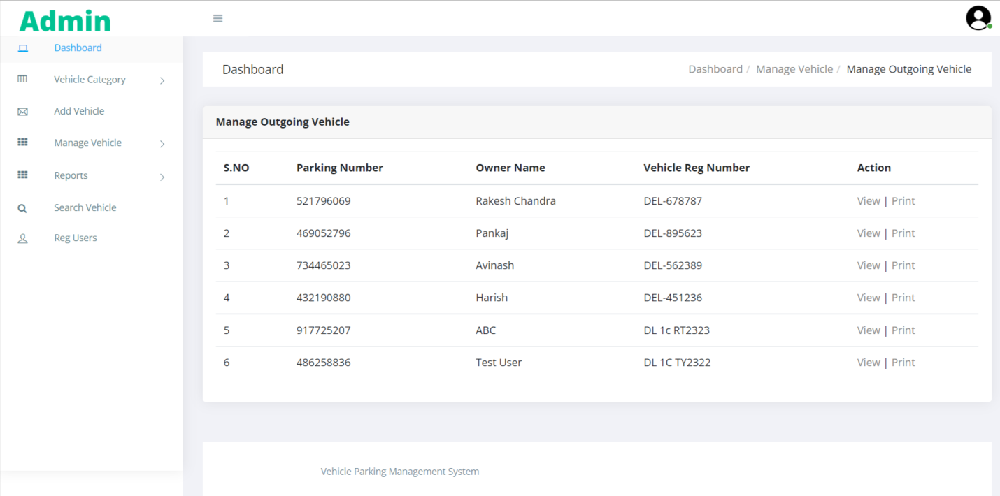 Admin
Dashboard
Vehicle Category
Add Vehicle
Manage Vehicle
Reports
Search Vehicle
Reg Users
Dashboard
Dashboard / Manage Vehicle / Manage Outgoing Vehicle
Manage Outgoing Vehicle
S.NO Parking Number Owner Name Vehicle Reg Number Action
1 521796069 Rakesh Chandra DEL-678787 View | Print
2 469052796 Pankaj DEL-895623 View | Print
3 734465023 Avinash DEL-562389 View | Print
4 432190880 Harish DEL-451236 View | Print
5 917725207 ABC DL 1c RT2323 View | Print
6 486258836 Test User DL 1C TY2322 View | Print
Vehicle Parking Management System